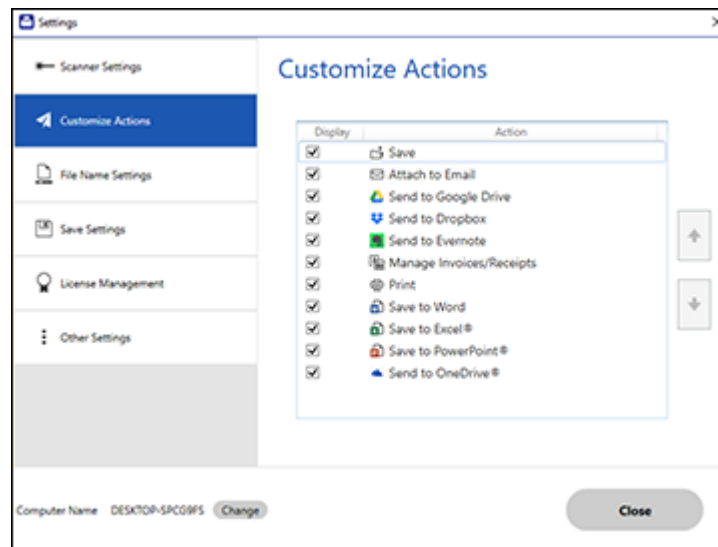 Settings
Scanner Settings
Customize Actions
File Name Settings
Save Settings
License Management
Other Settings
Customize Actions
Display Action
Save
Attach to Email
Send to Google Drive
Send to Dropbox
Send to Evernote
Manage Invoices/Receipts
Print
Save to Word
Save to Excel®
Save to PowerPoint®
Send to OneDrive®
Computer Name DESKTOP-SPCG9FS Change
Close